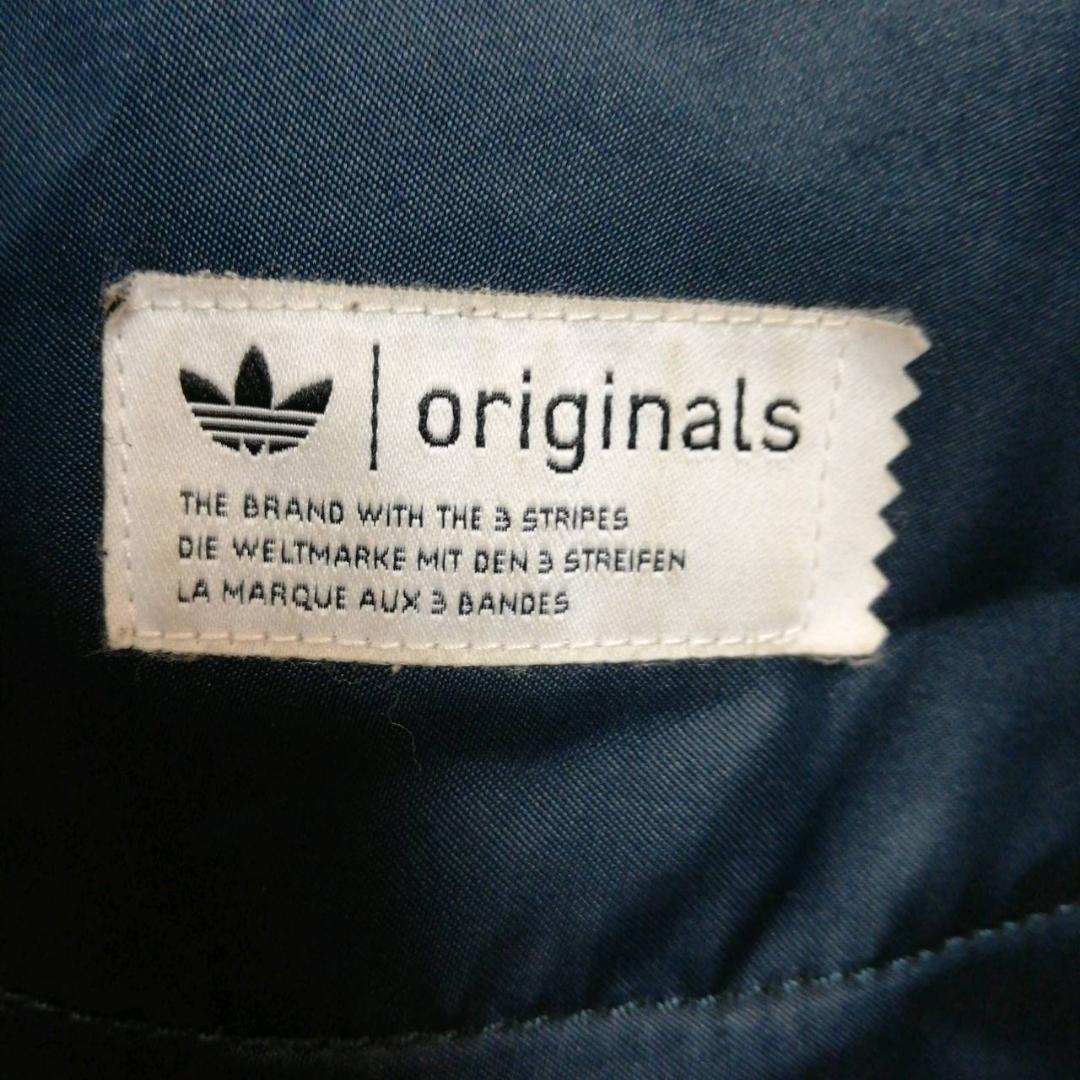 originals
THE BRAND WITH THE 3 STRIPES
DIE WELTMARKE MIT DEN 3 STREIFEN
LA MARQUE AUX 3 BANDES